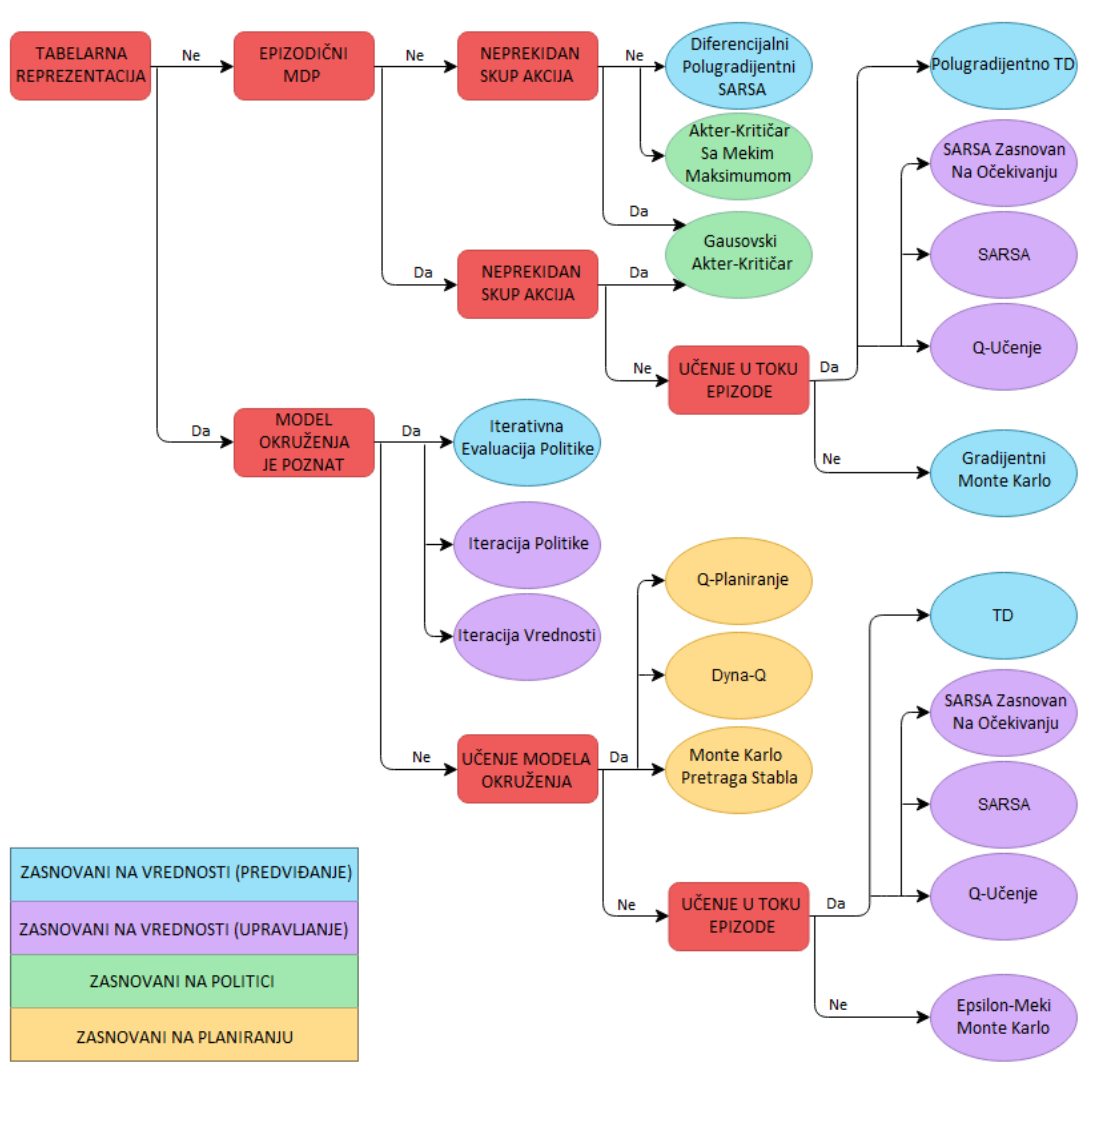 TABELARNA
REPREZENTACIJA
Ne
EPIZODIČNI
MDP
Ne
NEPREKIDAN
SKUP AKCIJA
Ne
Diferencijalni
Polugradijentni
SARSA
Akter-Kritičar
Sa Mekim
Maksimumom
Da
Gausovski
Akter-Kritičar
Da
NEPREKIDAN
SKUP AKCIJA
Da
Ne
UČENJE U TOKU
EPIZODE
Da
Polugradijentno TD
SARSA Zasnovan
Na Očekivanju
SARSA
Q-Učenje
Ne
Gradijentni
Monte Karlo
Da
MODEL
OKRUŽENJA
JE POZNAT
Da
Iterativna
Evaluacija Politike
Iteracija Politike
Iteracija Vrednosti
Ne
UČENJE MODELA
OKRUŽENJA
Da
Q-Planiranje
Dyna-Q
Monte Karlo
Pretraga Stabla
Ne
UČENJE U TOKU
EPIZODE
Da
TD
SARSA Zasnovan
Na Očekivanju
SARSA
Q-Učenje
Ne
Epsilon-Meki
Monte Karlo
ZASNOVANI NA VREDNOSTI (PREDVIĐANJE)
ZASNOVANI NA VREDNOSTI (UPRAVLJANJE)
ZASNOVANI NA POLITICI
ZASNOVANI NA PLANIRANJU